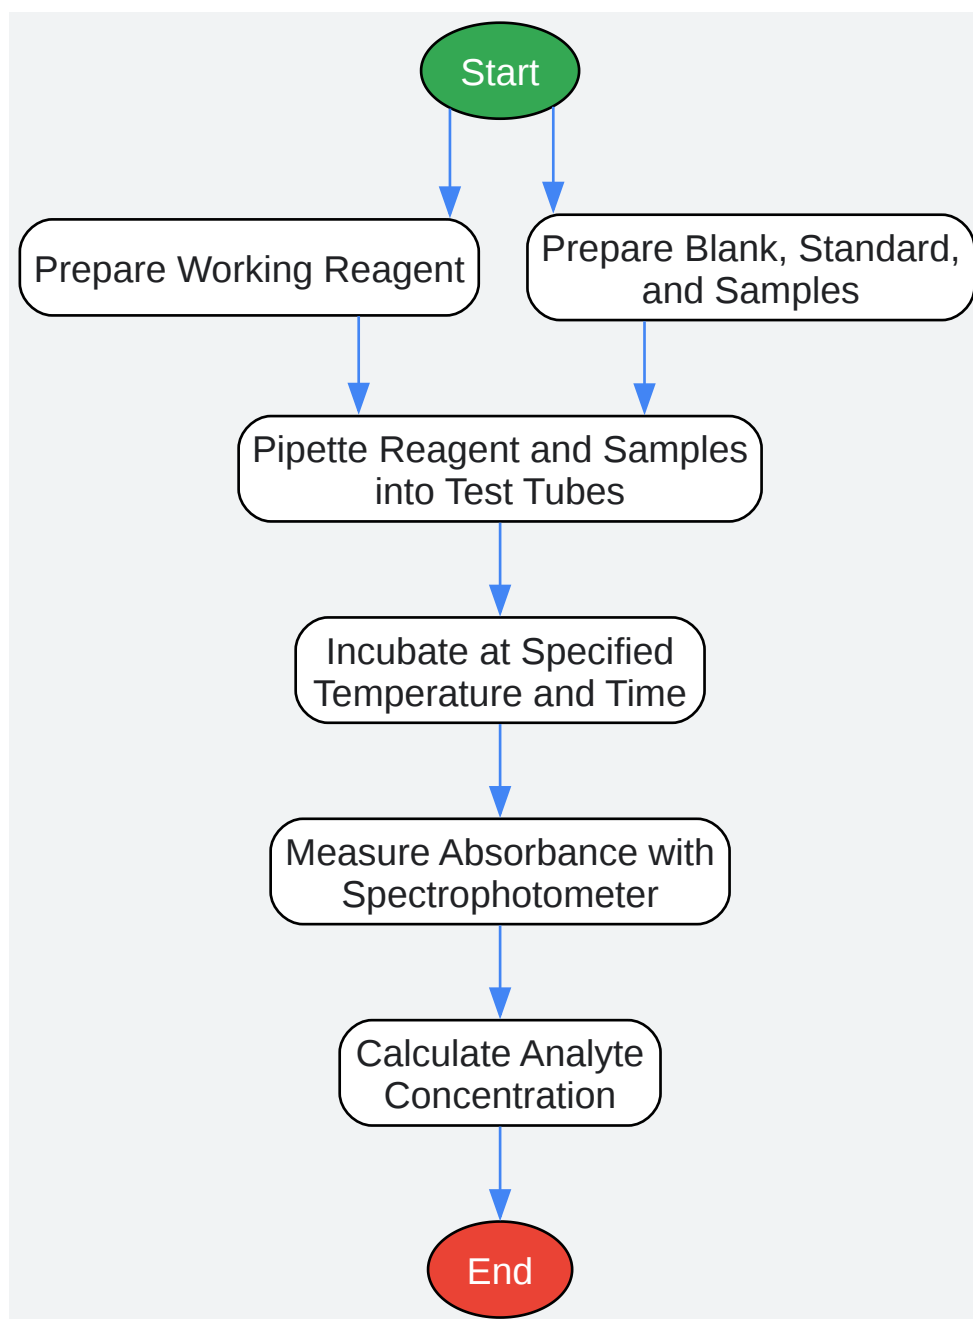 Start
Prepare Working Reagent
Prepare Blank, Standard,
and Samples
Pipette Reagent and Samples
into Test Tubes
Incubate at Specified
Temperature and Time
Measure Absorbance with
Spectrophotometer
Calculate Analyte
Concentration
End